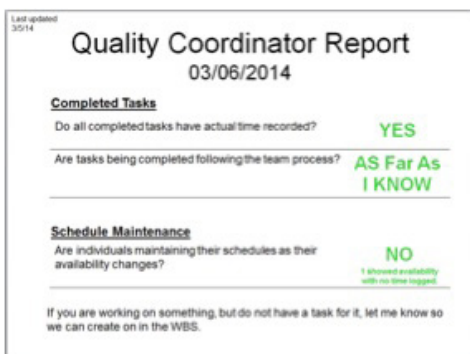 Last updated
3/5/14
Quality Coordinator Report
03/06/2014
Completed Tasks
Do all completed tasks have actual time recorded?
YES
Are tasks being completed following the team process?
AS Far As
I KNOW
Schedule Maintenance
Are individuals maintaining their schedules as their
availability changes?
NO
1 showed availability
with no time logged.
If you are working on something, but do not have a task for it, let me know so
we can create on in the WBS.